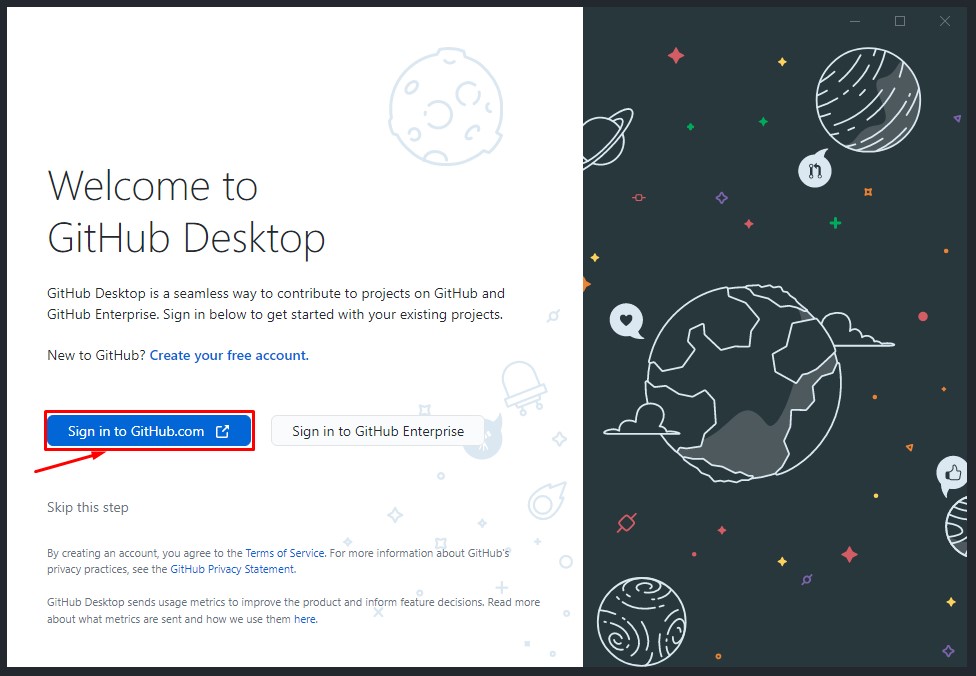 Welcome to
GitHub Desktop
GitHub Desktop is a seamless way to contribute to projects on GitHub and
GitHub Enterprise. Sign in below to get started with your existing projects.
New to GitHub? Create your free account.
Sign in to GitHub.com
Sign in to GitHub Enterprise
Skip this step
By creating an account, you agree to the Terms of Service. For more information about GitHub's
privacy practices, see the GitHub Privacy Statement.
GitHub Desktop sends usage metrics to improve the product and inform feature decisions. Read more
about what metrics are sent and how we use them here.